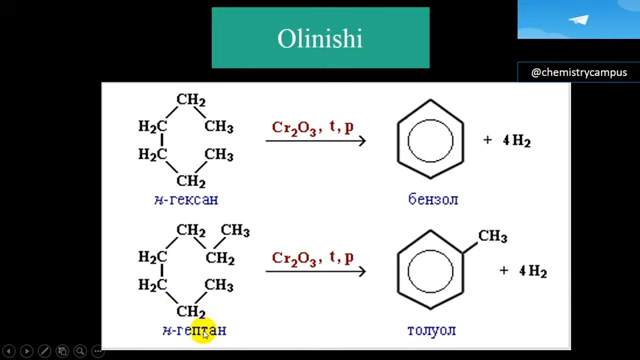 Olinishi
@chemistrycampus
CH2
H2C CH3 Cr2O3, t, p
H2C CH3 + 4H2
CH2
н-гексан бензол
CH2 CH3 CH3
H2C CH2 Cr2O3, t, p
H2C CH3 + 4H2
CH2
н-гептан толуол